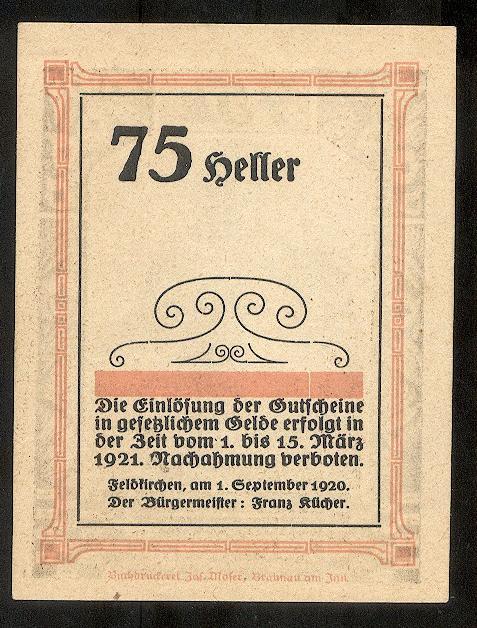 75 Heller
Die Einlösung der Gutscheine
in gesetzlichem Gelde erfolgt in
der Zeit vom 1. bis 15. März
1921. Nachahmung verboten.
Feldkirchen, am 1. September 1920.
Der Bürgermeister: Franz Kücher.
Buchdruckerei Jos. Moser, Braunau am Inn